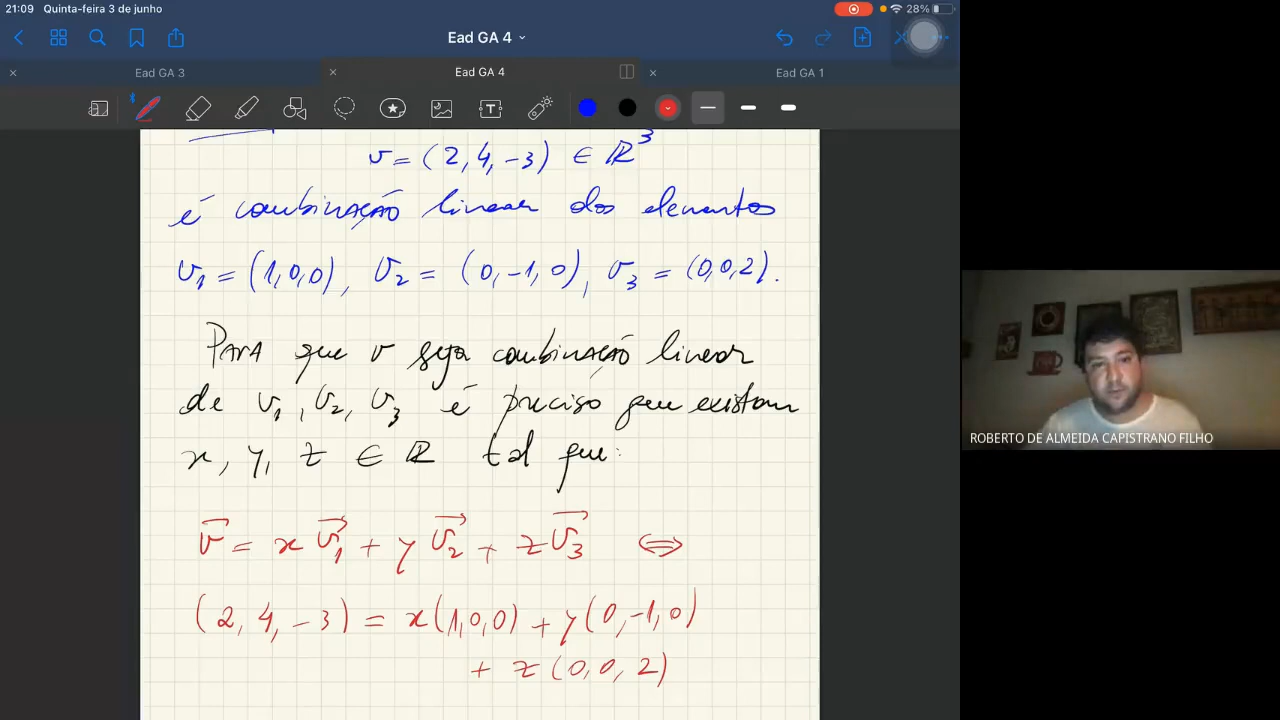 21:09 Quinta-feira 3 de junho 28%
Ead GA 4
Ead GA 3 Ead GA 4 Ead GA 1
v = (2, 4, -3) ∈ ℝ³
é combinação linear dos elementos
v₁ = (1,0,0), v₂ = (0,-1,0), v₃ = (0,0,2).
PARA que v seja combinação linear
de v₁, v₂, v₃ é preciso que existam
x, y, z ∈ ℝ tal que:
v⃗ = x v⃗₁ + y v⃗₂ + z v⃗₃ ⇔
(2, 4, -3) = x(1,0,0) + y(0,-1,0)
+ z(0,0,2)
ROBERTO DE ALMEIDA CAPISTRANO FILHO